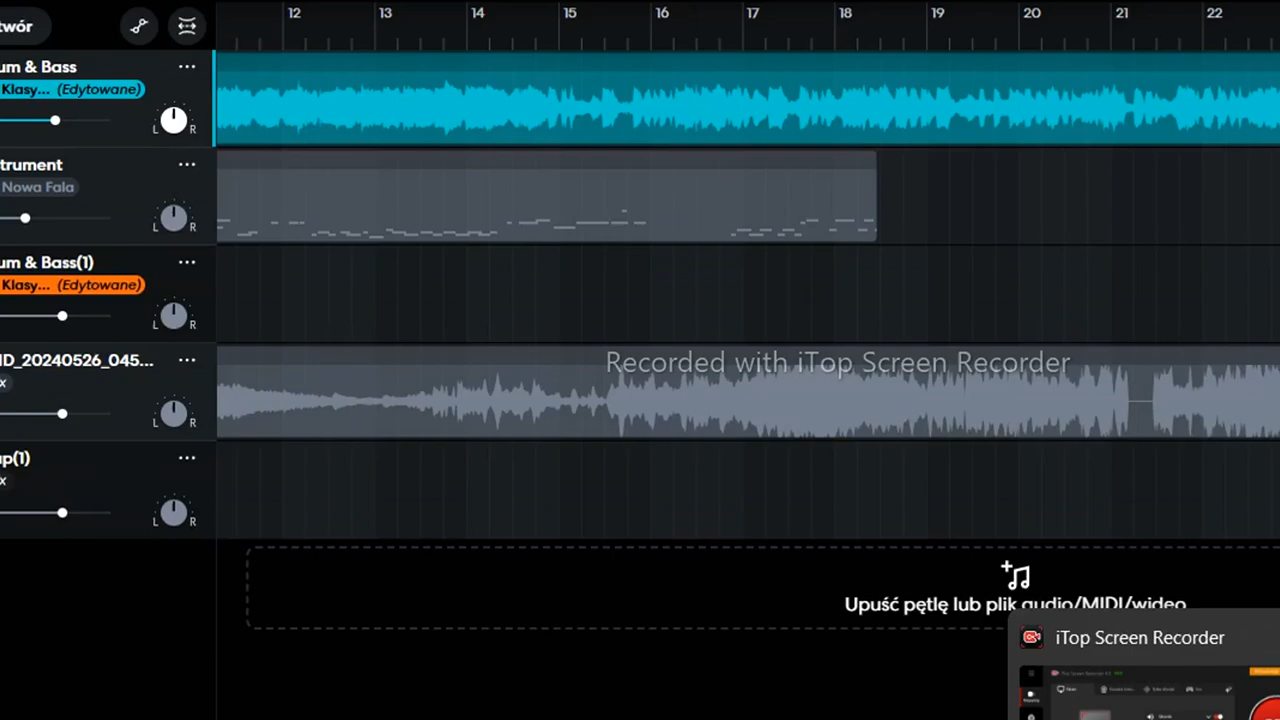 twór
12 13 14 15 16 17 18 19 20 21 22
um & Bass
Klasy... (Edytowane)
L R
trument
Nowa Fala
L R
um & Bass(1)
Klasy... (Edytowane)
L R
ID_20240526_045...
x
L R
Recorded with iTop Screen Recorder
up(1)
x
L R
Upuść pętlę lub plik audio/MIDI/wideo
iTop Screen Recorder